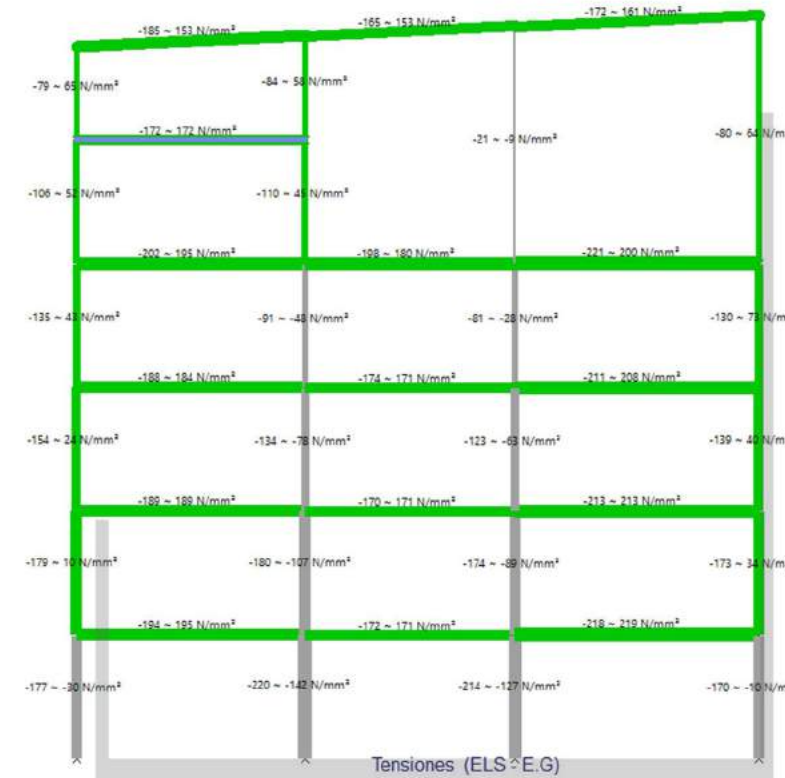 -172 ~ 161 N/mm²
-165 ~ 153 N/mm²
-185 ~ 153 N/mm²
-79 ~ 65 N/mm²
-84 ~ 58 N/mm²
-172 ~ 172 N/mm²
-21 ~ -9 N/mm²
-80 ~ 64 N/m
-106 ~ 52 N/mm²
-110 ~ 45 N/mm²
-202 ~ 195 N/mm²
-198 ~ 180 N/mm²
-221 ~ 200 N/mm²
-135 ~ 43 N/mm²
-91 ~ -48 N/mm²
-81 ~ -28 N/mm²
-130 ~ 73 N/m
-188 ~ 184 N/mm²
-174 ~ 171 N/mm²
-211 ~ 208 N/mm²
-154 ~ 24 N/mm²
-134 ~ -78 N/mm²
-123 ~ -63 N/mm²
-139 ~ 40 N/m
-189 ~ 189 N/mm²
-170 ~ 171 N/mm²
-213 ~ 213 N/mm²
-179 ~ 10 N/mm²
-180 ~ -107 N/mm²
-174 ~ -89 N/mm²
-173 ~ 34 N/m
-194 ~ 195 N/mm²
-172 ~ 171 N/mm²
-218 ~ 219 N/mm²
-177 ~ -30 N/mm²
-220 ~ -142 N/mm²
-214 ~ -127 N/mm²
-170 ~ -10 N/m
Tensiones (ELS - E.G)